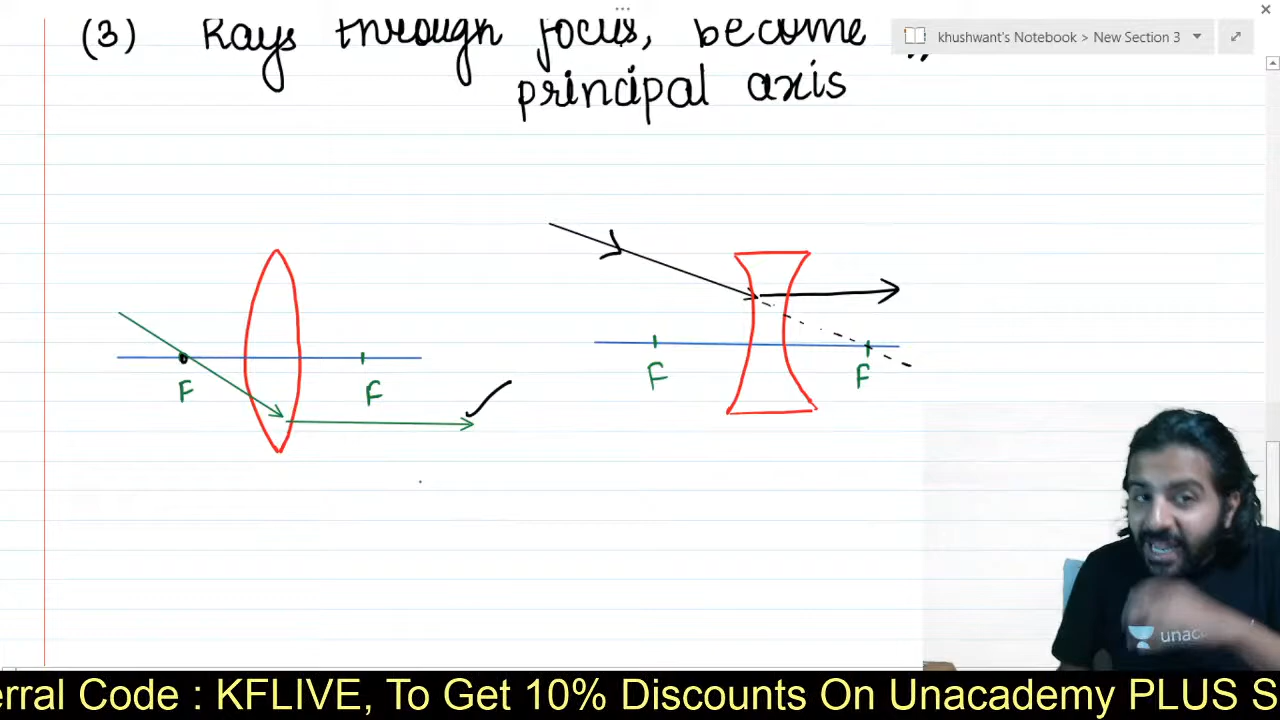 (3) Rays through focus, become
principal axis
khushwant's Notebook > New Section 3
F
F
F
F
unac
erral Code : KFLIVE, To Get 10% Discounts On Unacademy PLUS S